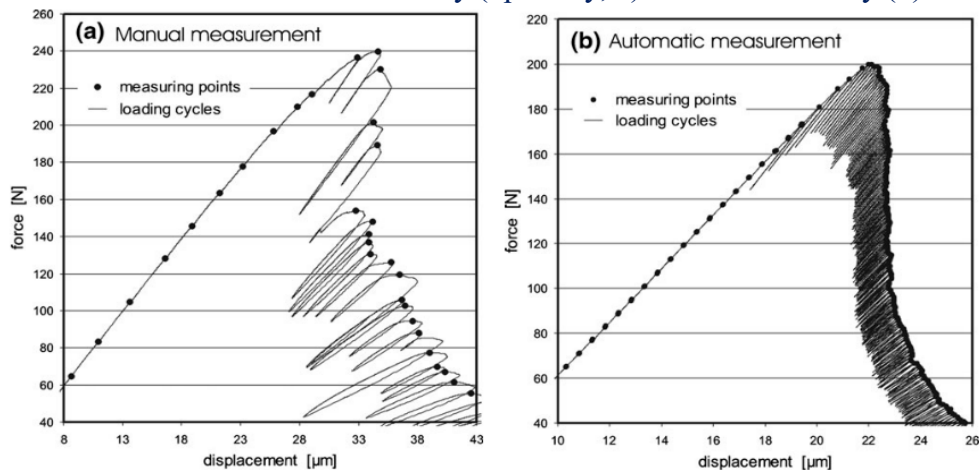 (a) Manual measurement
measuring points
loading cycles
force [N]
260
240
220
200
180
160
140
120
100
80
60
40
8 13 18 23 28 33 38 43
displacement [µm]
(b) Automatic measurement
measuring points
loading cycles
force [N]
220
200
180
160
140
120
100
80
60
40
10 12 14 16 18 20 22 24 26
displacement [µm]